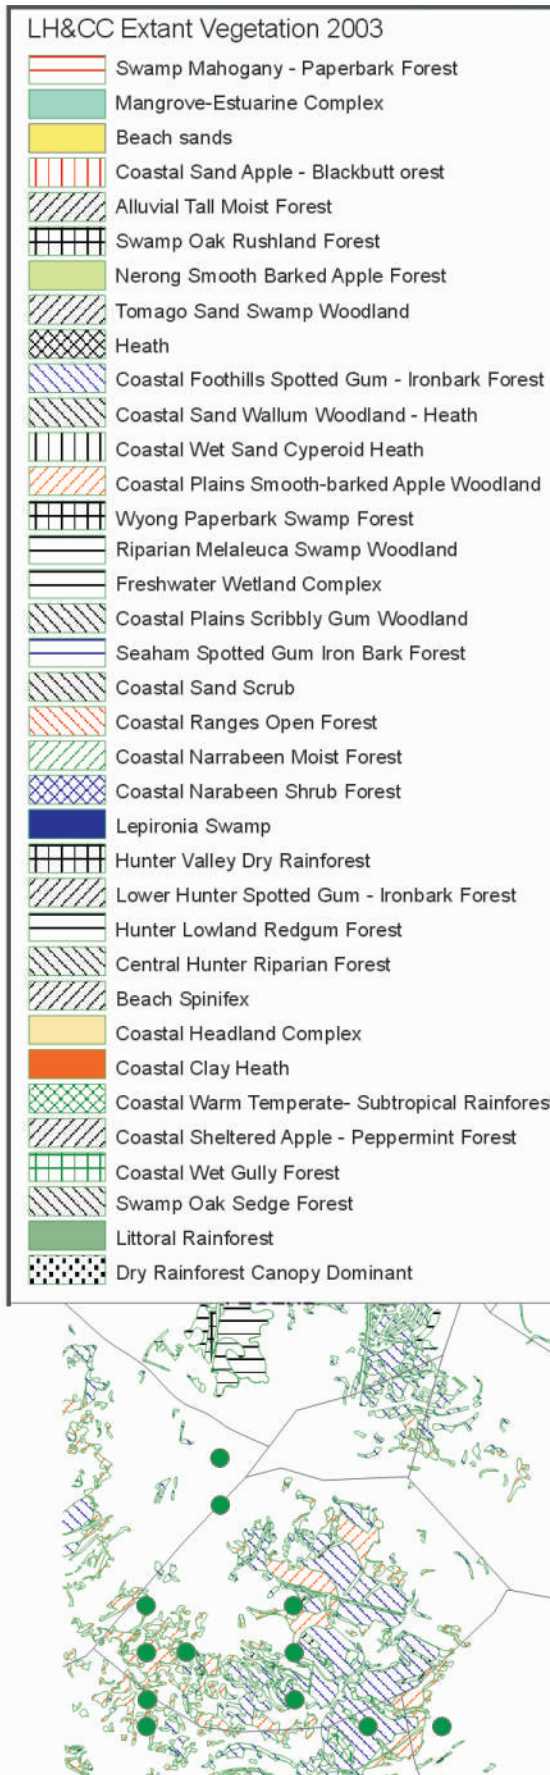 LH&CC Extant Vegetation 2003
Swamp Mahogany - Paperbark Forest
Mangrove-Estuarine Complex
Beach sands
Coastal Sand Apple - Blackbutt orest
Alluvial Tall Moist Forest
Swamp Oak Rushland Forest
Nerong Smooth Barked Apple Forest
Tomago Sand Swamp Woodland
Heath
Coastal Foothills Spotted Gum - Ironbark Forest
Coastal Sand Wallum Woodland - Heath
Coastal Wet Sand Cyperoid Heath
Coastal Plains Smooth-barked Apple Woodland
Wyong Paperbark Swamp Forest
Riparian Melaleuca Swamp Woodland
Freshwater Wetland Complex
Coastal Plains Scribbly Gum Woodland
Seaham Spotted Gum Iron Bark Forest
Coastal Sand Scrub
Coastal Ranges Open Forest
Coastal Narrabeen Moist Forest
Coastal Narabeen Shrub Forest
Lepironia Swamp
Hunter Valley Dry Rainforest
Lower Hunter Spotted Gum - Ironbark Forest
Hunter Lowland Redgum Forest
Central Hunter Riparian Forest
Beach Spinifex
Coastal Headland Complex
Coastal Clay Heath
Coastal Warm Temperate- Subtropical Rainforest
Coastal Sheltered Apple - Peppermint Forest
Coastal Wet Gully Forest
Swamp Oak Sedge Forest
Littoral Rainforest
Dry Rainforest Canopy Dominant